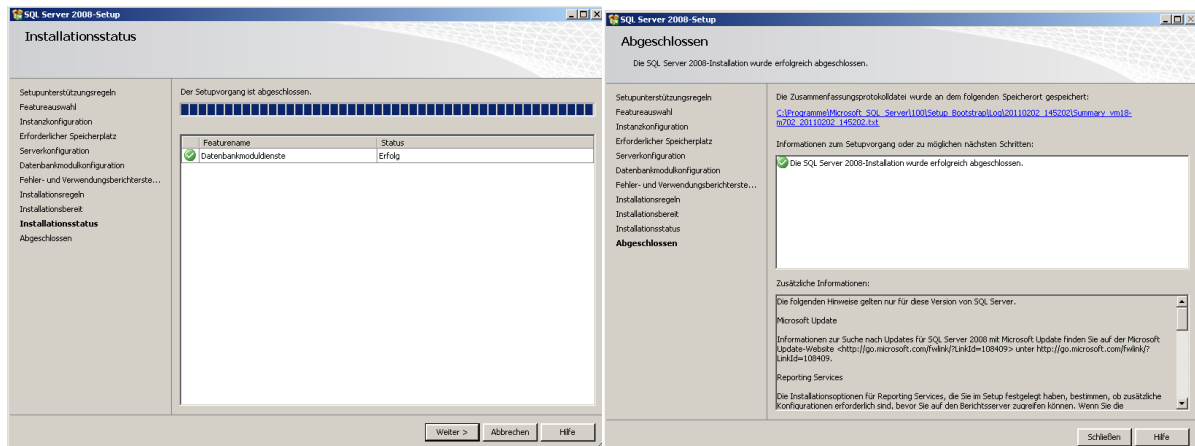 SQL Server 2008-Setup
Installationsstatus
Setupunterstützungsregeln
Featureauswahl
Instanzkonfiguration
Erforderlicher Speicherplatz
Serverkonfiguration
Datenbankmodulkonfiguration
Fehler- und Verwendungsberichterste...
Installationsregeln
Installationsbereit
Installationsstatus
Abgeschlossen
Der Setupvorgang ist abgeschlossen.
Featurename Status
Datenbankmoduldienste Erfolg
Weiter > Abbrechen Hilfe
SQL Server 2008-Setup
Abgeschlossen
Die SQL Server 2008-Installation wurde erfolgreich abgeschlossen.
Setupunterstützungsregeln
Featureauswahl
Instanzkonfiguration
Erforderlicher Speicherplatz
Serverkonfiguration
Datenbankmodulkonfiguration
Fehler- und Verwendungsberichterste...
Installationsregeln
Installationsbereit
Installationsstatus
Abgeschlossen
Die Zusammenfassungsprotokolldatei wurde an dem folgenden Speicherort gespeichert:
C:\Programme\Microsoft SQL Server\100\Setup Bootstrap\Log\20110202_145202\Summary_vm18-
m702_20110202_145202.txt
Informationen zum Setupvorgang oder zu möglichen nächsten Schritten:
Die SQL Server 2008-Installation wurde erfolgreich abgeschlossen.
Zusätzliche Informationen:
Die folgenden Hinweise gelten nur für diese Version von SQL Server.
Microsoft Update
Informationen zur Suche nach Updates für SQL Server 2008 mit Microsoft Update finden Sie auf der Microsoft
Update-Website <http://go.microsoft.com/fwlink/?LinkId=108409> unter http://go.microsoft.com/fwlink/?
LinkId=108409.
Reporting Services
Die Installationsoptionen für Reporting Services, die Sie im Setup festgelegt haben, bestimmen, ob zusätzliche
Konfigurationen erforderlich sind, bevor Sie auf den Berichtsserver zugreifen können. Wenn Sie die
Schließen Hilfe